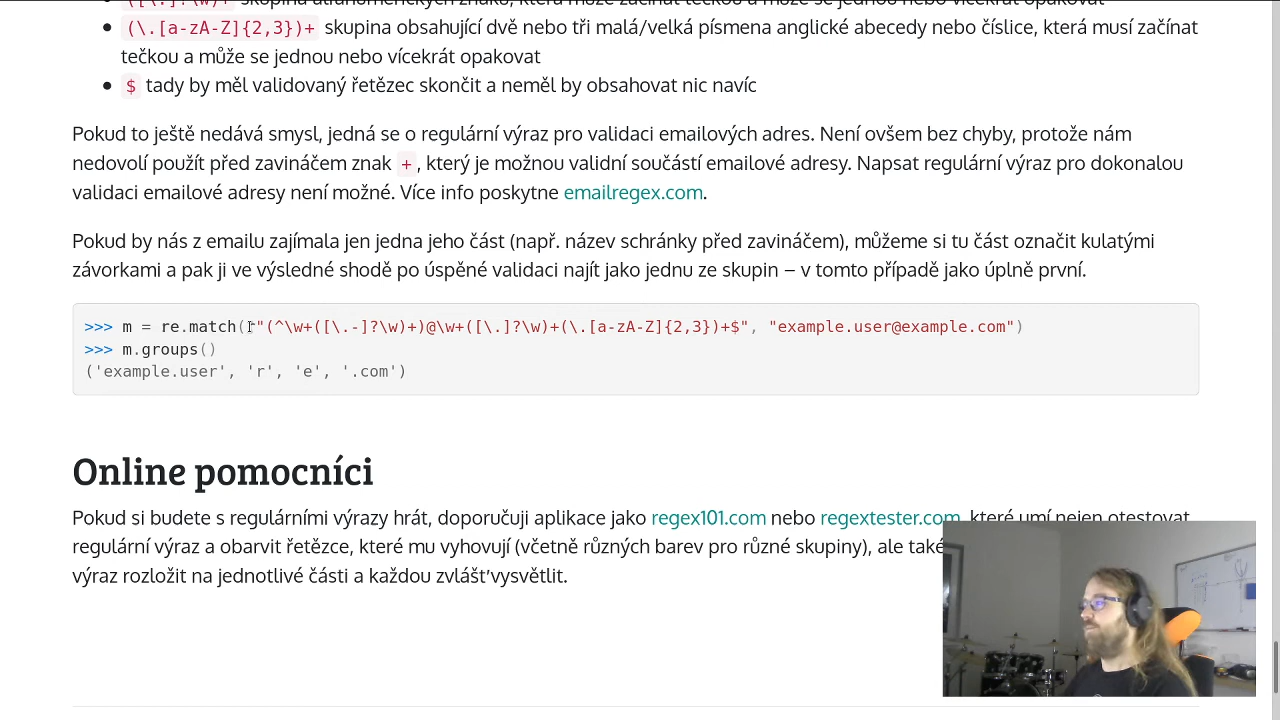 ([\.]?\w)+ skupina alfanumerických znaků, která může začínat tečkou a může se jednou nebo vícekrát opakovat
(\.[a-zA-Z]{2,3})+ skupina obsahující dvě nebo tři malá/velká písmena anglické abecedy nebo číslice, která musí začínat
tečkou a může se jednou nebo vícekrát opakovat
$ tady by měl validovaný řetězec skončit a neměl by obsahovat nic navíc
Pokud to ještě nedává smysl, jedná se o regulární výraz pro validaci emailových adres. Není ovšem bez chyby, protože nám
nedovolí použít před zavináčem znak +, který je možnou validní součástí emailové adresy. Napsat regulární výraz pro dokonalou
validaci emailové adresy není možné. Více info poskytne emailregex.com.
Pokud by nás z emailu zajímala jen jedna jeho část (např. název schránky před zavináčem), můžeme si tu část označit kulatými
závorkami a pak ji ve výsledné shodě po úspěné validaci najít jako jednu ze skupin – v tomto případě jako úplně první.
>>> m = re.match(r"(^\w+([\.-]?\w)+)@\w+([\.]?\w)+(\.[a-zA-Z]{2,3})+$", "example.user@example.com")
>>> m.groups()
('example.user', 'r', 'e', '.com')
Online pomocníci
Pokud si budete s regulárními výrazy hrát, doporučuji aplikace jako regex101.com nebo regextester.com, které umí nejen otestovat
regulární výraz a obarvit řetězce, které mu vyhovují (včetně různých barev pro různé skupiny), ale také
výraz rozložit na jednotlivé části a každou zvlášť vysvětlit.